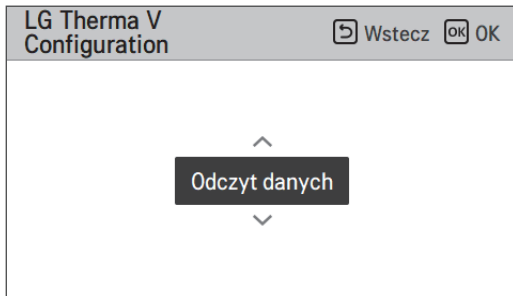 LG Therma V
Configuration
Wstecz OK OK
Odczyt danych